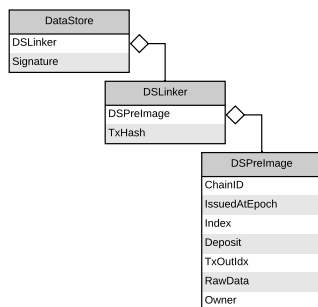 DataStore
DSLinker
Signature
DSLinker
DSPreImage
TxHash
DSPreImage
ChainID
IssuedAtEpoch
Index
Deposit
TxOutIdx
RawData
Owner